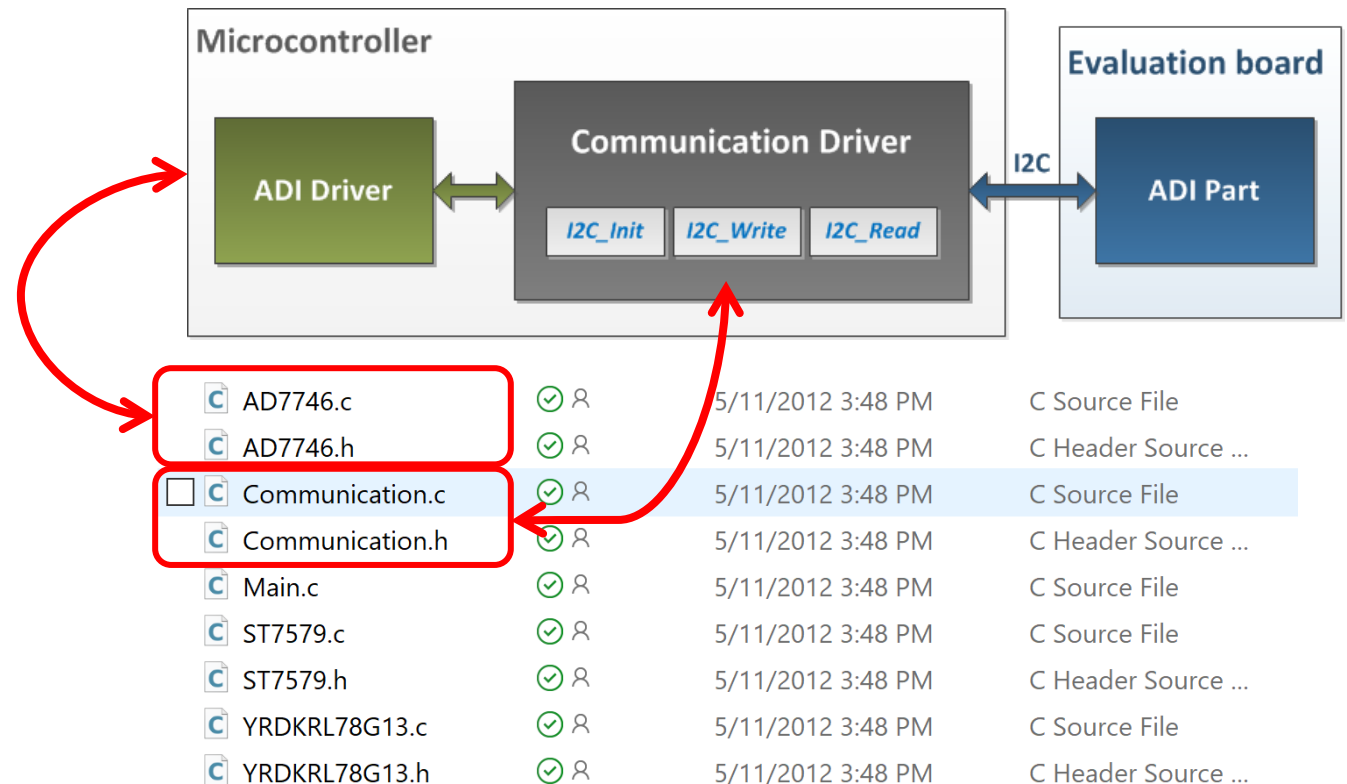 Microcontroller
Evaluation board
Communication Driver
I2C
ADI Driver
ADI Part
I2C_Init I2C_Write I2C_Read
C AD7746.c 5/11/2012 3:48 PM C Source File
C AD7746.h 5/11/2012 3:48 PM C Header Source ...
C Communication.c 5/11/2012 3:48 PM C Source File
C Communication.h 5/11/2012 3:48 PM C Header Source ...
C Main.c 5/11/2012 3:48 PM C Source File
C ST7579.c 5/11/2012 3:48 PM C Source File
C ST7579.h 5/11/2012 3:48 PM C Header Source ...
C YRDKRL78G13.c 5/11/2012 3:48 PM C Source File
C YRDKRL78G13.h 5/11/2012 3:48 PM C Header Source ...